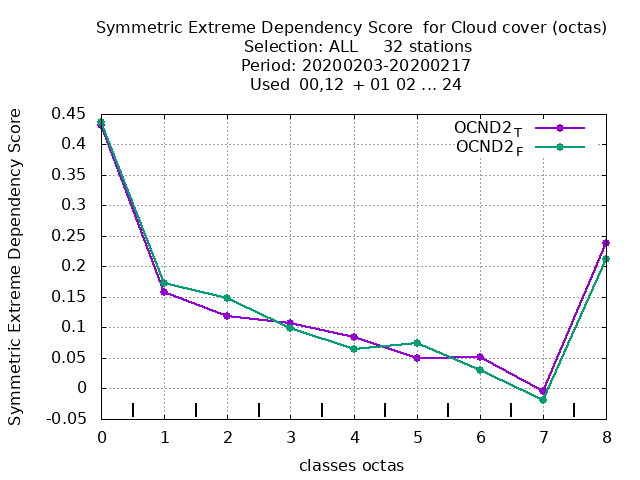 Symmetric Extreme Dependency Score  for Cloud cover (octas)
Selection: ALL     32 stations
Period: 20200203-20200217
Used  00,12  + 01 02 ... 24
Symmetric Extreme Dependency Score
0.45
0.4
0.35
0.3
0.25
0.2
0.15
0.1
0.05
0
-0.05
OCND2T
OCND2F
0 1 2 3 4 5 6 7 8
classes octas